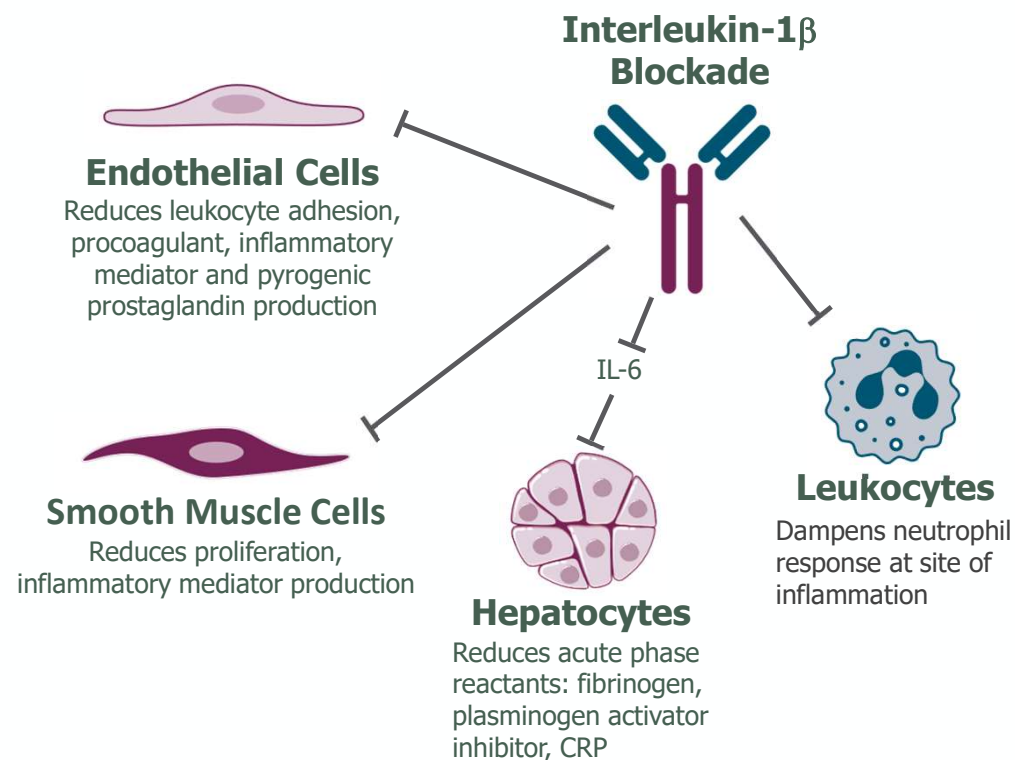 Interleukin-1β
Blockade
Endothelial Cells
Reduces leukocyte adhesion,
procoagulant, inflammatory
mediator and pyrogenic
prostaglandin production
IL-6
Smooth Muscle Cells
Reduces proliferation,
inflammatory mediator production
Hepatocytes
Reduces acute phase
reactants: fibrinogen,
plasminogen activator
inhibitor, CRP
Leukocytes
Dampens neutrophil
response at site of
inflammation